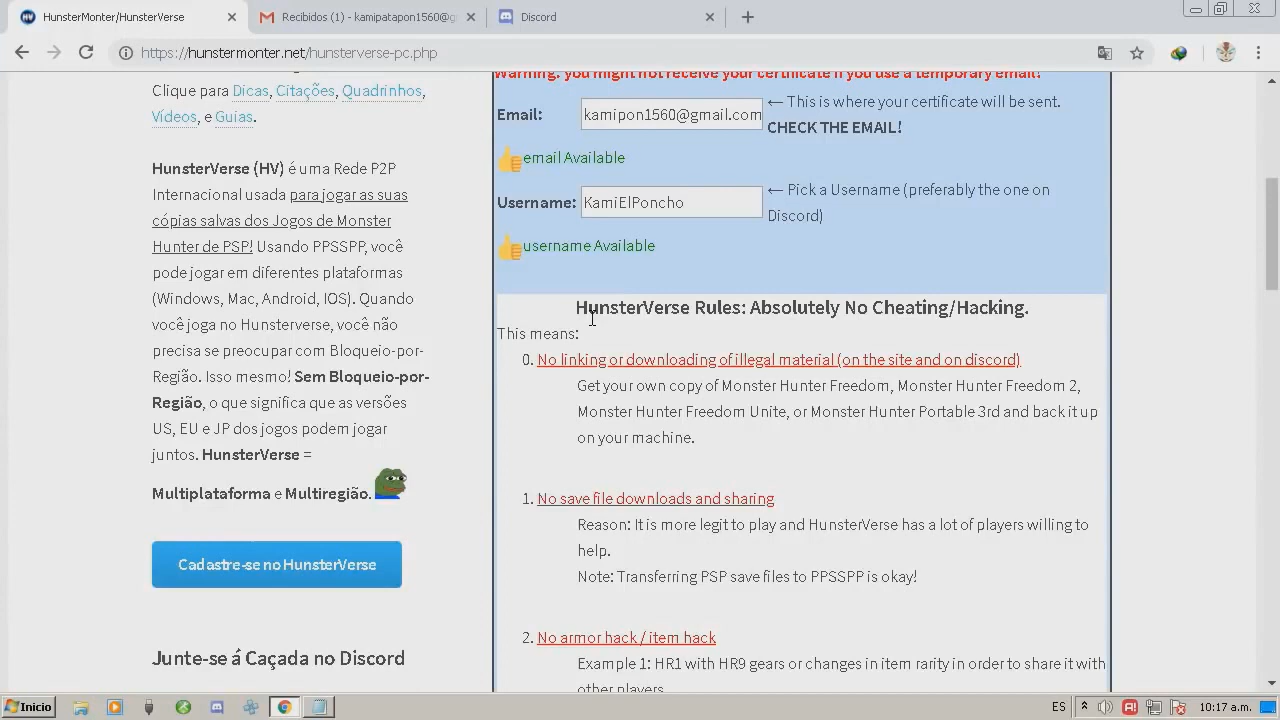 HunsterMonter/HunsterVerse
Recibidos (1) - kamipatapon1560@g
Discord
https://hunstermonter.net/hunsterverse-pc.php
Clique para Dicas, Citações, Quadrinhos,
Vídeos, e Guias.
HunsterVerse (HV) é uma Rede P2P
Internacional usada para jogar as suas
cópias salvas dos Jogos de Monster
Hunter de PSP! Usando PPSSPP, você
pode jogar em diferentes plataformas
(Windows, Mac, Android, IOS). Quando
você joga no Hunsterverse, você não
precisa se preocupar com Bloqueio-por-
Região. Isso mesmo! Sem Bloqueio-por-
Região, o que significa que as versões
US, EU e JP dos jogos podem jogar
juntos. HunsterVerse =
Multiplataforma e Multiregião.
Cadastre-se no HunsterVerse
Junte-se á Caçada no Discord
Warning: you might not receive your certificate if you use a temporary email!
Email: kamipon1560@gmail.com ← This is where your certificate will be sent.
CHECK THE EMAIL!
email Available
Username: KamiElPoncho ← Pick a Username (preferably the one on
Discord)
username Available
HunsterVerse Rules: Absolutely No Cheating/Hacking.
This means:
0. No linking or downloading of illegal material (on the site and on discord)
Get your own copy of Monster Hunter Freedom, Monster Hunter Freedom 2,
Monster Hunter Freedom Unite, or Monster Hunter Portable 3rd and back it up
on your machine.
1. No save file downloads and sharing
Reason: It is more legit to play and HunsterVerse has a lot of players willing to
help.
Note: Transferring PSP save files to PPSSPP is okay!
2. No armor hack / item hack
Example 1: HR1 with HR9 gears or changes in item rarity in order to share it with
other players
Inicio
ES
10:17 a.m.